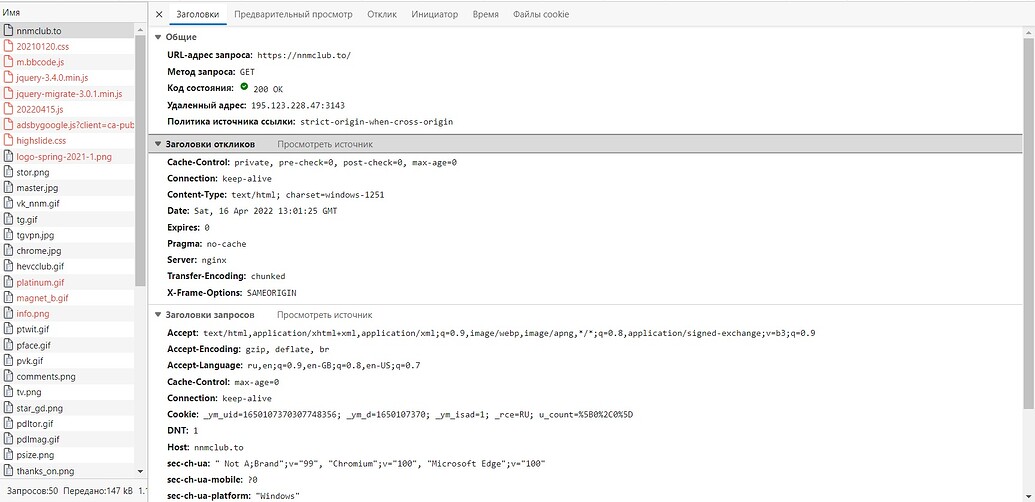 Имя
nnmclub.to
20210120.css
m.bbcode.js
jquery-3.4.0.min.js
jquery-migrate-3.0.1.min.js
20220415.js
adsbygoogle.js?client=ca-pub
highslide.css
logo-spring-2021-1.png
stor.png
master.jpg
vk_nnm.gif
tg.gif
tgvpn.jpg
chrome.jpg
hevcclub.gif
platinum.gif
magnet_b.gif
info.png
ptwit.gif
pface.gif
pvk.gif
comments.png
tv.png
star_gd.png
pdltor.gif
pdlmag.gif
psize.png
thanks_on.png
Запросов:50 Передано:147 kB 1.
Заголовки Предварительный просмотр Отклик Инициатор Время Файлы cookie
Общие
URL-адрес запроса: https://nnmclub.to/
Метод запроса: GET
Код состояния: 200 OK
Удаленный адрес: 195.123.228.47:3143
Политика источника ссылки: strict-origin-when-cross-origin
Заголовки откликов Просмотреть источник
Cache-Control: private, pre-check=0, post-check=0, max-age=0
Connection: keep-alive
Content-Type: text/html; charset=windows-1251
Date: Sat, 16 Apr 2022 13:01:25 GMT
Expires: 0
Pragma: no-cache
Server: nginx
Transfer-Encoding: chunked
X-Frame-Options: SAMEORIGIN
Заголовки запросов Просмотреть источник
Accept: text/html,application/xhtml+xml,application/xml;q=0.9,image/webp,image/apng,*/*;q=0.8,application/signed-exchange;v=b3;q=0.9
Accept-Encoding: gzip, deflate, br
Accept-Language: ru,en;q=0.9,en-GB;q=0.8,en-US;q=0.7
Cache-Control: max-age=0
Connection: keep-alive
Cookie: _ym_uid=1650107370307748356; _ym_d=1650107370; _ym_isad=1; _rce=RU; u_count=%5B0%2C0%5D
DNT: 1
Host: nnmclub.to
sec-ch-ua: " Not A;Brand";v="99", "Chromium";v="100", "Microsoft Edge";v="100"
sec-ch-ua-mobile: ?0
sec-ch-ua-platform: "Windows"